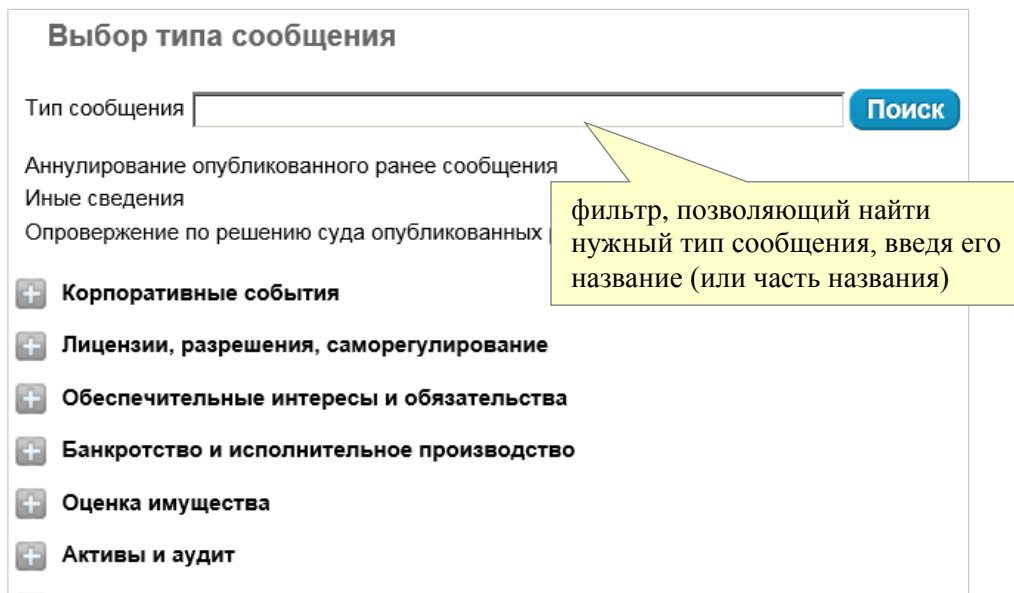 Выбор типа сообщения
Тип сообщения
Поиск
Аннулирование опубликованного ранее сообщения
Иные сведения
Опровержение по решению суда опубликованных
фильтр, позволяющий найти
нужный тип сообщения, введя его
название (или часть названия)
Корпоративные события
Лицензии, разрешения, саморегулирование
Обеспечительные интересы и обязательства
Банкротство и исполнительное производство
Оценка имущества
Активы и аудит